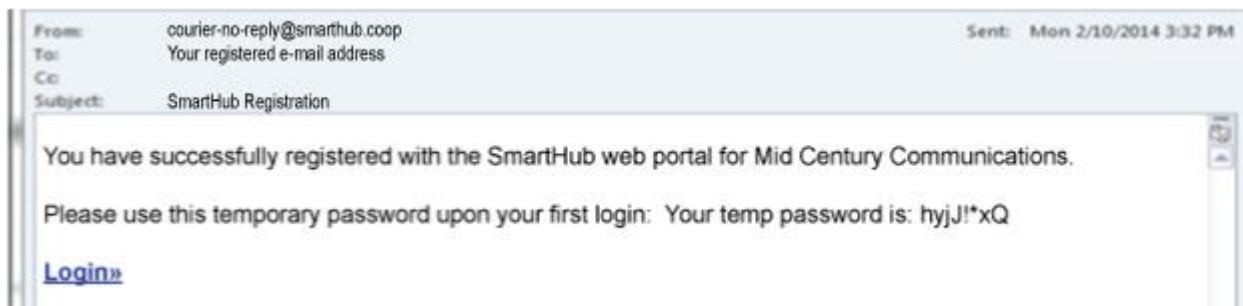 From: courier-no-reply@smarthub.coop Sent: Mon 2/10/2014 3:32 PM
To: Your registered e-mail address
Cc:
Subject: SmartHub Registration
You have successfully registered with the SmartHub web portal for Mid Century Communications.
Please use this temporary password upon your first login: Your temp password is: hyjJ!*xQ
Login»